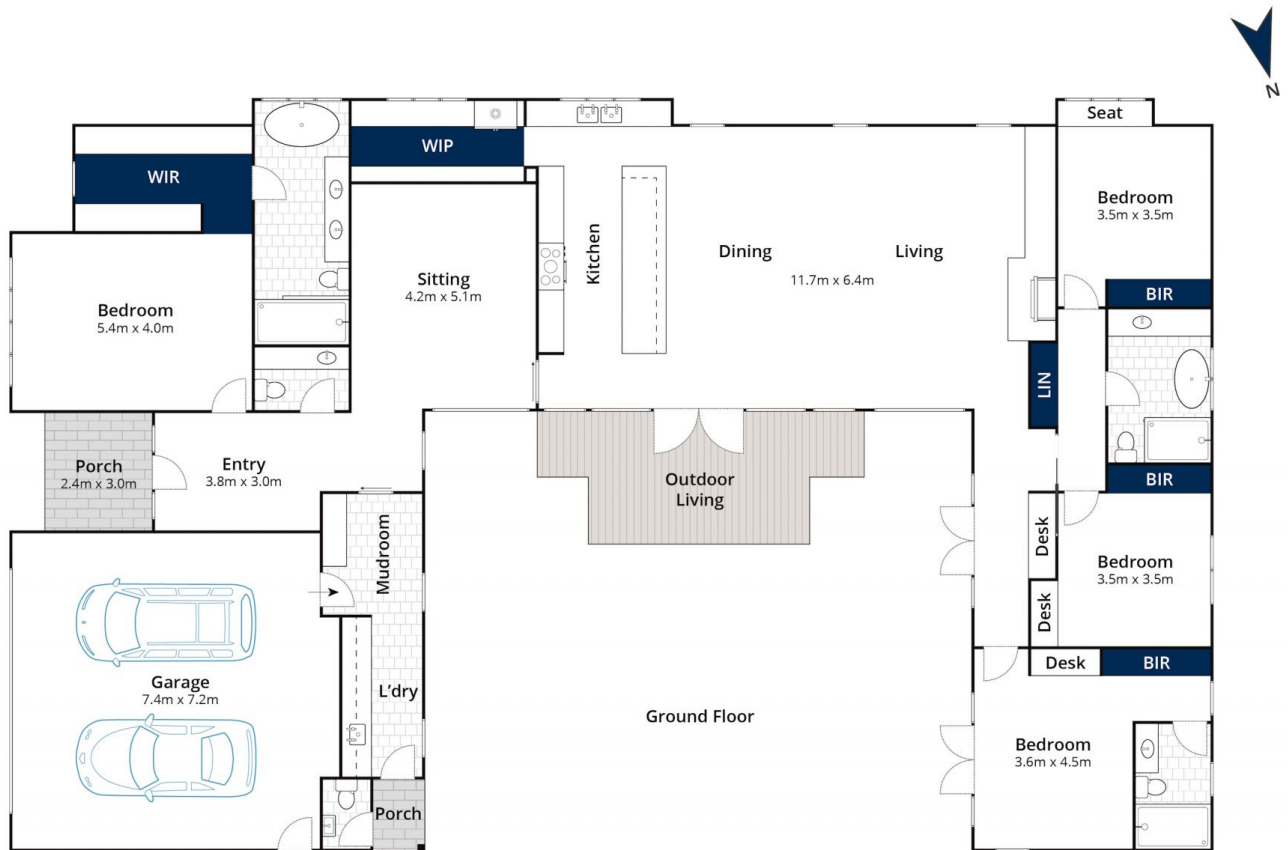 N
Seat
WIP
WIR
Bedroom
3.5m x 3.5m
Kitchen
Dining
Living
11.7m x 6.4m
Sitting
4.2m x 5.1m
BIR
Bedroom
5.4m x 4.0m
LIN
Porch
2.4m x 3.0m
Entry
3.8m x 3.0m
Outdoor
Living
BIR
Mudroom
Desk
Bedroom
3.5m x 3.5m
Desk
Desk
BIR
Garage
7.4m x 7.2m
L'dry
Ground Floor
Bedroom
3.6m x 4.5m
Porch